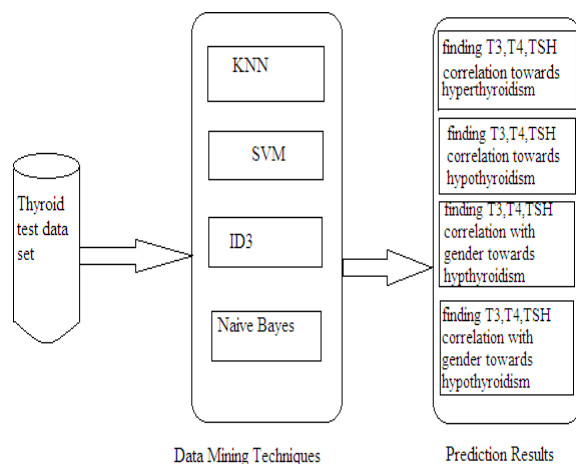 Thyroid
test data
set
KNN
SVM
ID3
Naive Bayes
Data Mining Techniques
finding T3,T4,TSH
correlation towards
hyperthyroidism
finding T3,T4,TSH
correlation towards
hypothyroidism
finding T3,T4,TSH
correlation with
gender towards
hypthyroidism
finding T3,T4,TSH
correlation with
gender towards
hypothyroidism
Prediction Results